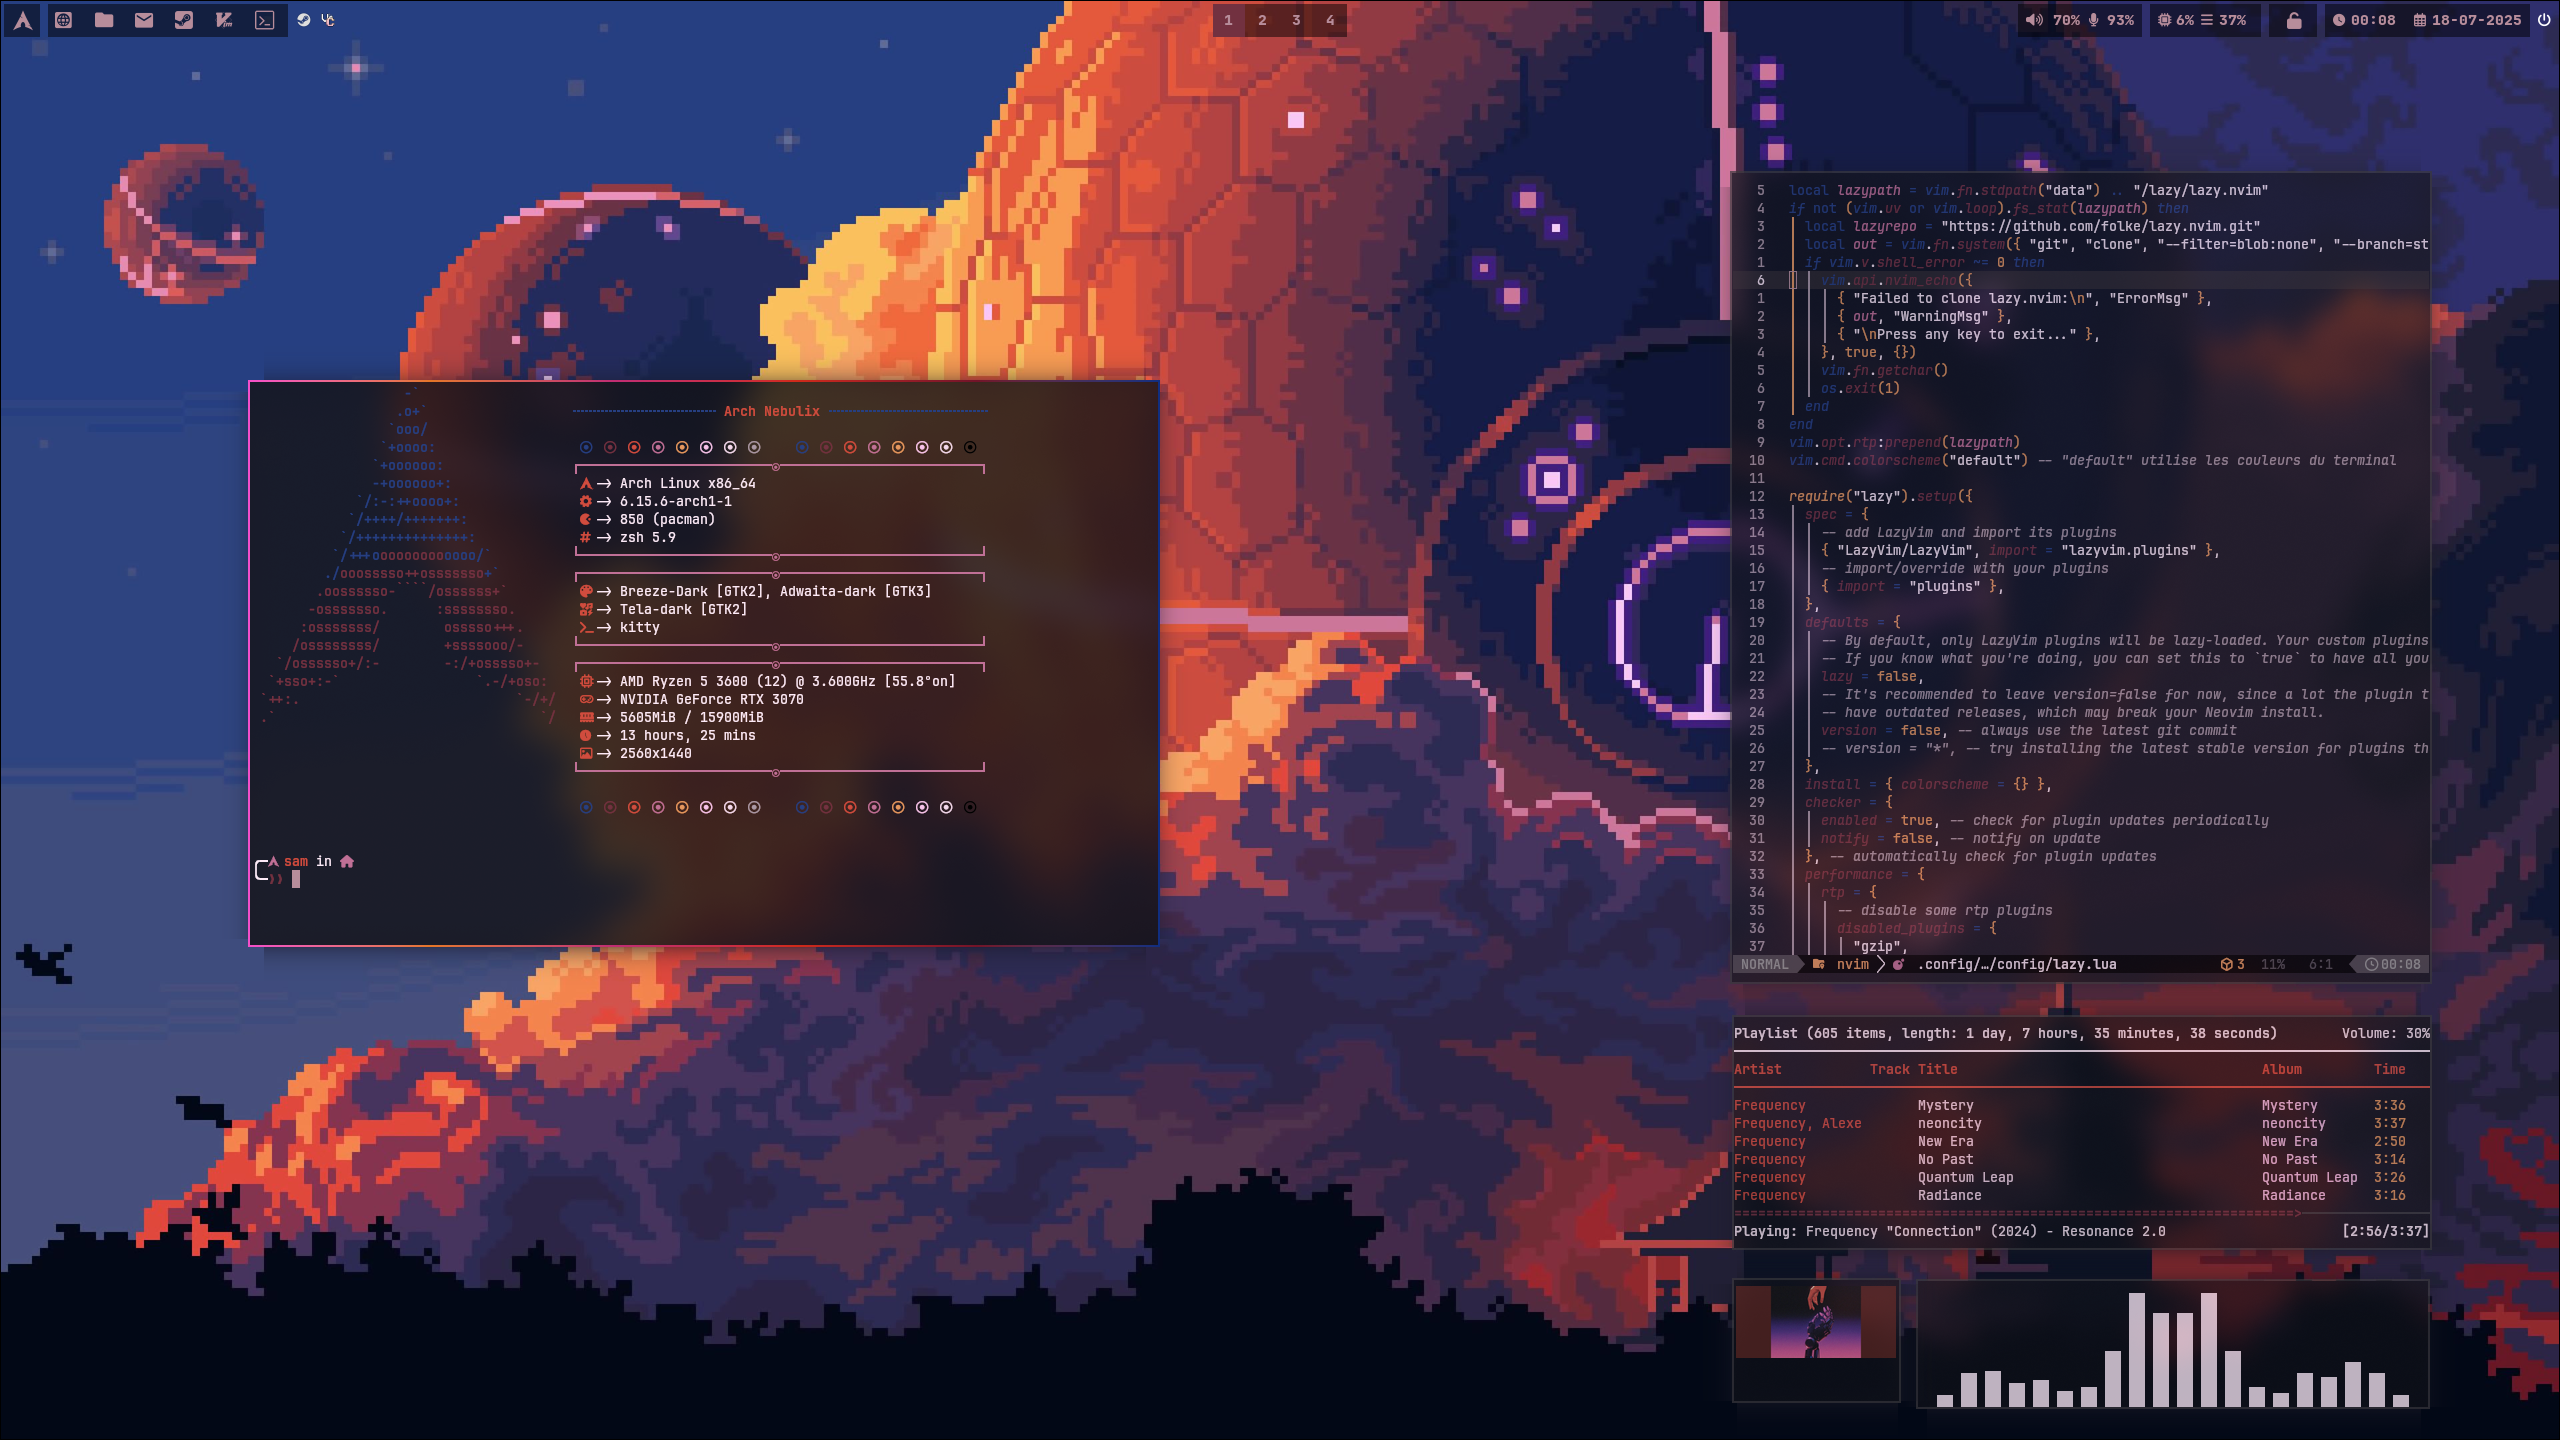 1 2 3 4
70% 93%
6% 37%
00:08 18-07-2025
Arch Nebulix
Arch Linux x86_64
6.15.6-arch1-1
850 (pacman)
zsh 5.9
Breeze-Dark [GTK2], Adwaita-dark [GTK3]
Tela-dark [GTK2]
kitty
AMD Ryzen 5 3600 (12) @ 3.600GHz [55.8°on]
NVIDIA GeForce RTX 3070
5605MiB / 15900MiB
13 hours, 25 mins
2560x1440
sam in
5 local lazypath = vim.fn.stdpath("data") .. "/lazy/lazy.nvim"
4 if not (vim.uv or vim.loop).fs_stat(lazypath) then
3 local lazyrepo = "https://github.com/folke/lazy.nvim.git"
2 local out = vim.fn.system({ "git", "clone", "--filter=blob:none", "--branch=st
1 if vim.v.shell_error ~= 0 then
6 vim.api.nvim_echo({
1 { "Failed to clone lazy.nvim:\n", "ErrorMsg" },
2 { out, "WarningMsg" },
3 { "\nPress any key to exit..." },
4 }, true, {})
5 vim.fn.getchar()
6 os.exit(1)
7 end
8 end
9 vim.opt.rtp:prepend(lazypath)
10 vim.cmd.colorscheme("default") -- "default" utilise les couleurs du terminal
11
12 require("lazy").setup({
13 spec = {
14 -- add LazyVim and import its plugins
15 { "LazyVim/LazyVim", import = "lazyvim.plugins" },
16 -- import/override with your plugins
17 { import = "plugins" },
18 },
19 defaults = {
20 -- By default, only LazyVim plugins will be lazy-loaded. Your custom plugins
21 -- If you know what you're doing, you can set this to `true` to have all you
22 lazy = false,
23 -- It's recommended to leave version=false for now, since a lot the plugin t
24 -- have outdated releases, which may break your Neovim install.
25 version = false, -- always use the latest git commit
26 -- version = "*", -- try installing the latest stable version for plugins th
27 },
28 install = { colorscheme = {} },
29 checker = {
30 enabled = true, -- check for plugin updates periodically
31 notify = false, -- notify on update
32 }, -- automatically check for plugin updates
33 performance = {
34 rtp = {
35 -- disable some rtp plugins
36 disabled_plugins = {
37 "gzip",
NORMAL nvim .config/…/config/lazy.lua 3 11% 6:1 00:08
Playlist (605 items, length: 1 day, 7 hours, 35 minutes, 38 seconds) Volume: 30%
Artist Track Title Album Time
Frequency Mystery Mystery 3:36
Frequency, Alexe neoncity neoncity 3:37
Frequency New Era New Era 2:50
Frequency No Past No Past 3:14
Frequency Quantum Leap Quantum Leap 3:26
Frequency Radiance Radiance 3:16
Playing: Frequency "Connection" (2024) - Resonance 2.0 [2:56/3:37]